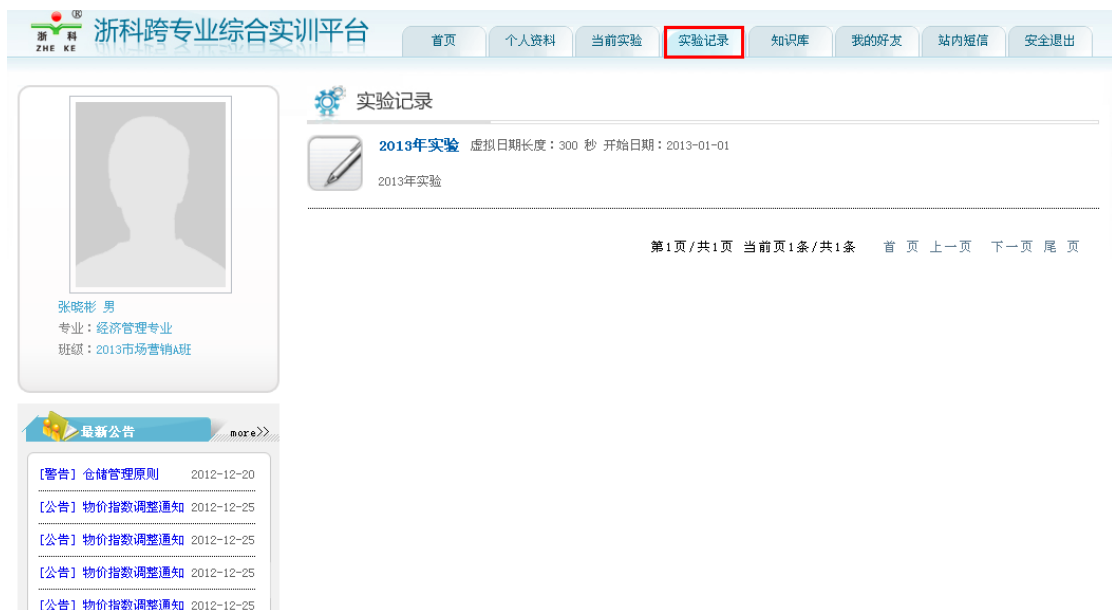 ®
浙 科
ZHE KE
浙科跨专业综合实训平台
首页 个人资料 当前实验 实验记录 知识库 我的好友 站内短信 安全退出
实验记录
2013年实验 虚拟日期长度：300 秒 开始日期：2013-01-01
2013年实验
第1页/共1页 当前页1条/共1条 首 页 上一页 下一页 尾 页
张晓彬 男
专业：经济管理专业
班级：2013市场营销A班
最新公告 more>>
[警告] 仓储管理原则 2012-12-20
[公告] 物价指数调整通知 2012-12-25
[公告] 物价指数调整通知 2012-12-25
[公告] 物价指数调整通知 2012-12-25
[公告] 物价指数调整通知 2012-12-25